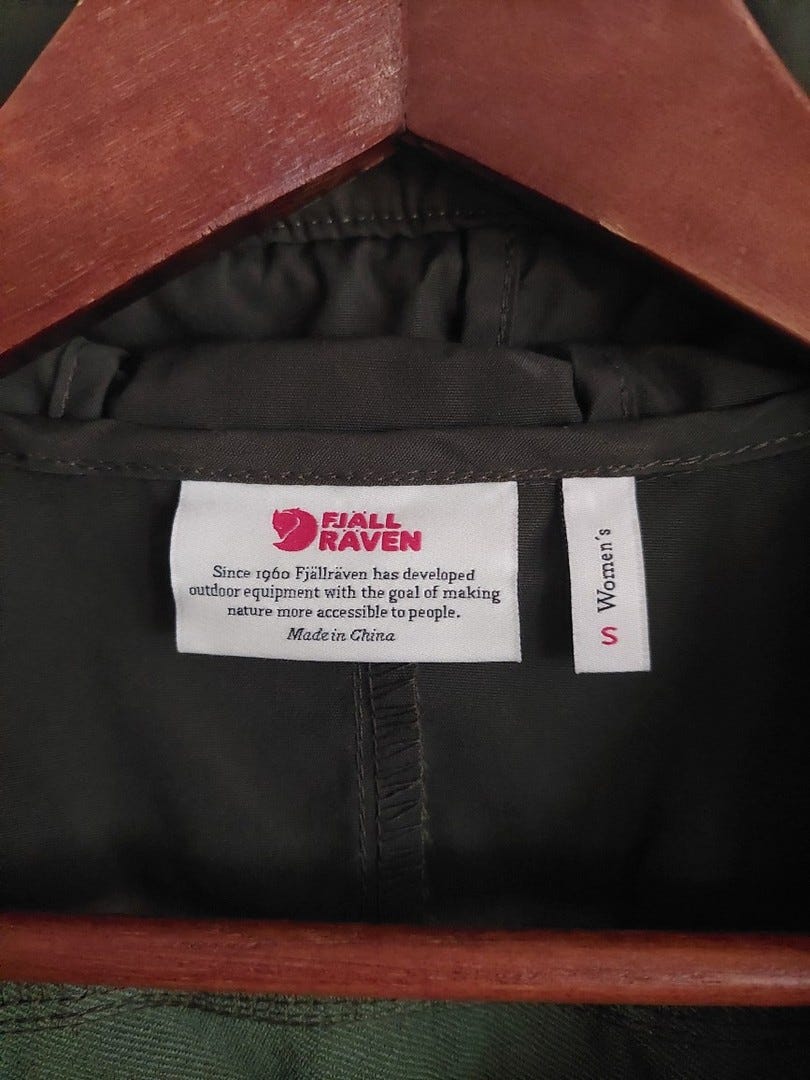 FJÄLL
RÄVEN
Since 1960 Fjällräven has developed
outdoor equipment with the goal of making
nature more accessible to people.
Made in China
Women's
S